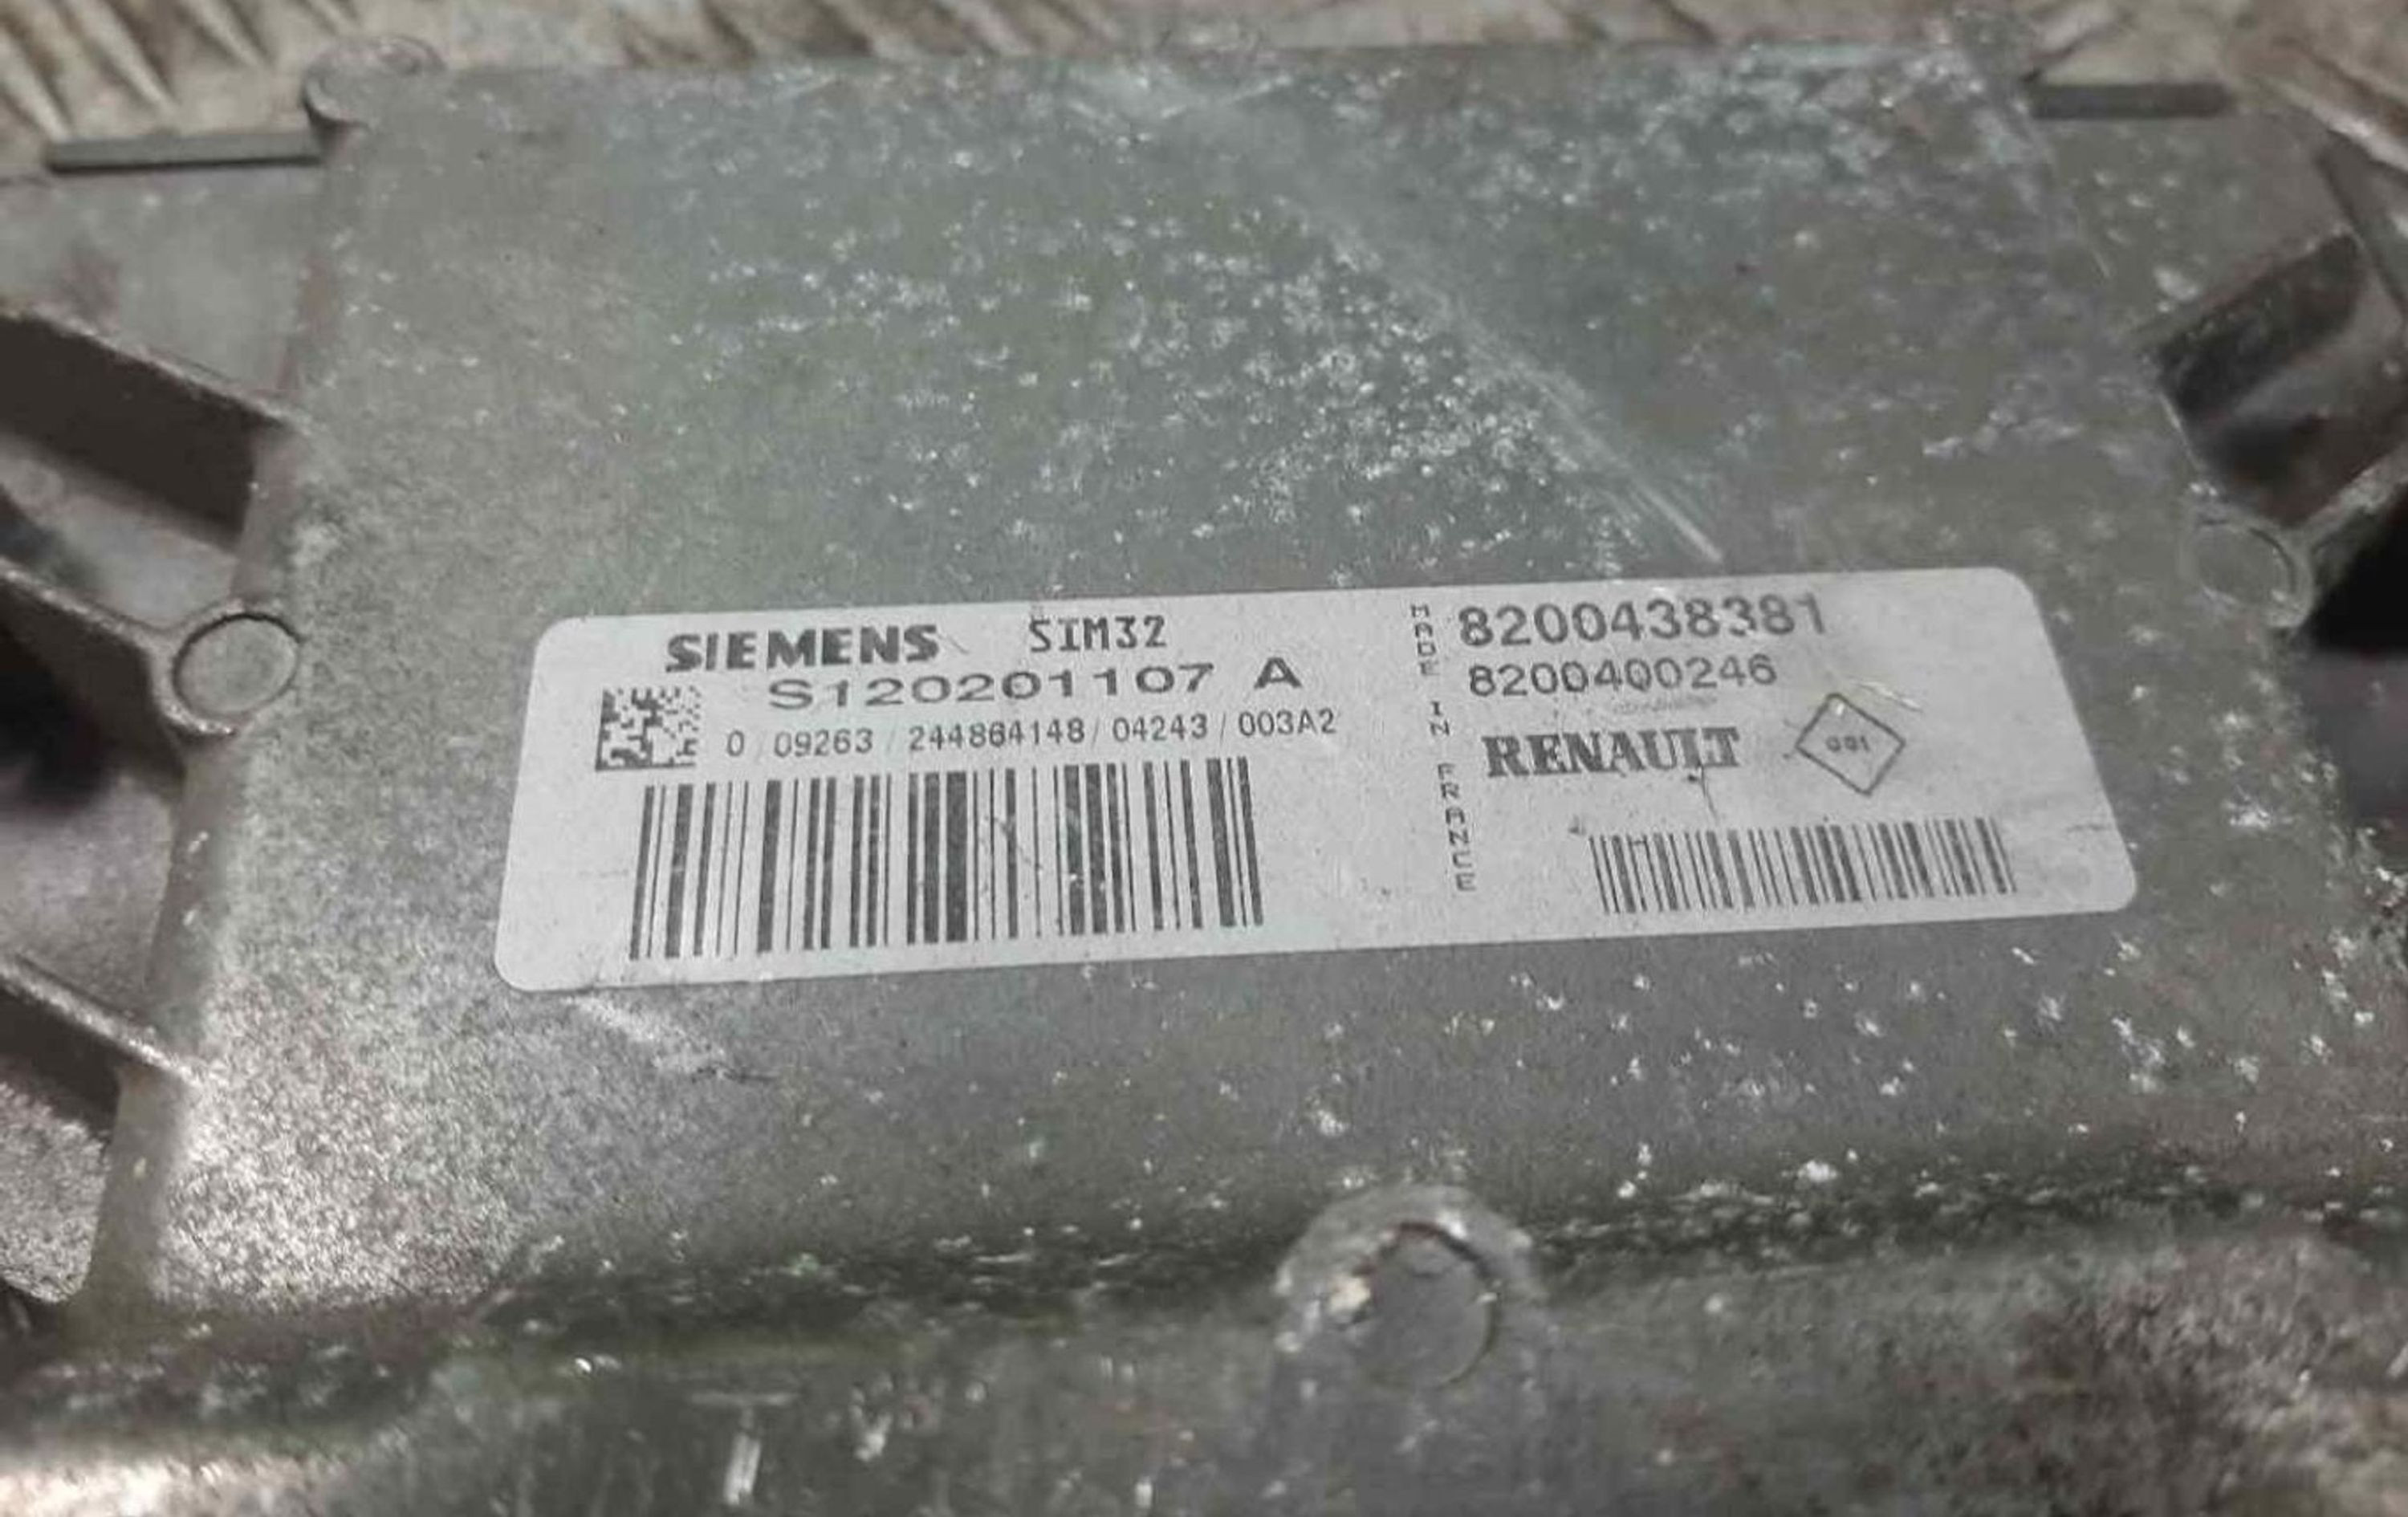 SIEMENS SIM32
S120201107 A
0 09263 / 244864148 / 04243 / 003A2
MADE IN FRANCE
8200438381
8200400246
RENAULT